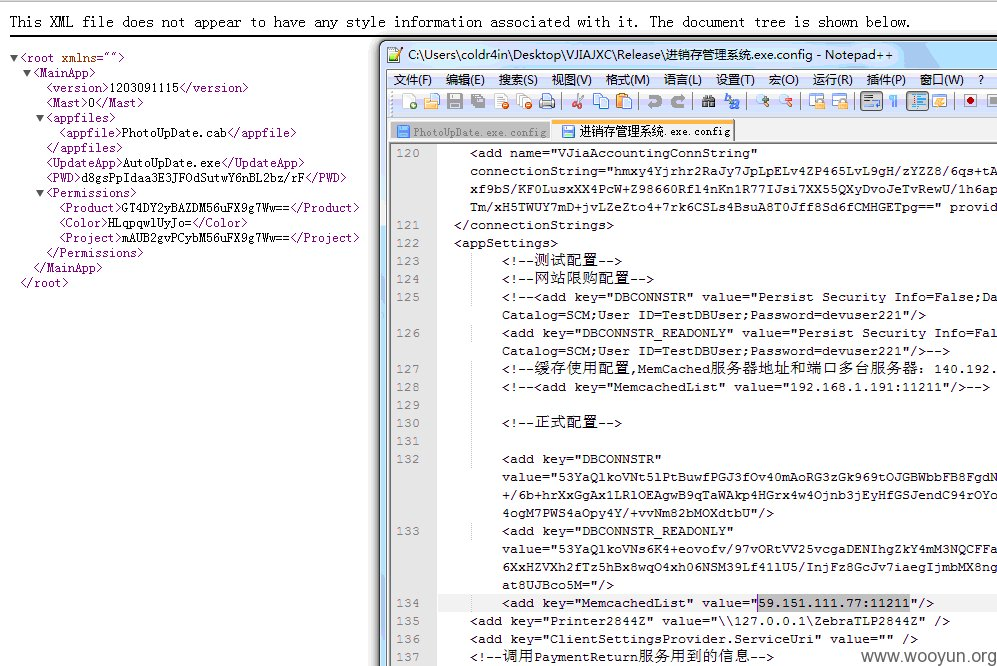 This XML file does not appear to have any style information associated with it. The document tree is shown below.
▼<root xmlns="">
▼<MainApp>
<version>1203091115</version>
<Mast>0</Mast>
▼<appfiles>
<appfile>PhotoUpDate.cab</appfile>
</appfiles>
<UpdateApp>AutoUpDate.exe</UpdateApp>
<PWD>d8gsPpIdaa3E3JFOdSutwY6nBL2bz/rF</PWD>
▼<Permissions>
<Product>GT4DY2yBAZDM56uFX9g7Ww==</Product>
<Color>HLqpqwlUyJo=</Color>
<Project>mAUB2gvPCybM56uFX9g7Ww==</Project>
</Permissions>
</MainApp>
</root>
C:\Users\coldr4in\Desktop\VJIAJXC\Release\进销存管理系统.exe.config - Notepad++
文件(F) 编辑(E) 搜索(S) 视图(V) 格式(M) 语言(L) 设置(T) 宏(O) 运行(R) 插件(P) 窗口(W) ?
PhotoUpDate.exe.config 进销存管理系统.exe.config
120 <add name="VJiaAccountingConnString"
connectionString="hmxy4Yjrhr2RaJy7JpLpELv4ZP465LvL9gH/zYZZ8/6qs+tA
xf9bS/KF0LusxXX4PcW+Z98660Rfl4nKn1R77IJsi7XX55QXyDvoJeTvRewU/1h6ap
Tm/xH5TWUY7mD+jvLZeZto4+7rk6CSLs4BsuA8T0Jff8Sd6fCMHGETpg==" provid
121 </connectionStrings>
122 <appSettings>
123 <!--测试配置-->
124 <!--网站限购配置-->
125 <!--<add key="DBCONNSTR" value="Persist Security Info=False;Da
Catalog=SCM;User ID=TestDBUser;Password=devuser221"/>
126 <add key="DBCONNSTR_READONLY" value="Persist Security Info=Fal
Catalog=SCM;User ID=TestDBUser;Password=devuser221"/>-->
127 <!--缓存使用配置,MemCached服务器地址和端口多台服务器: 140.192.
128 <!--<add key="MemcachedList" value="192.168.1.191:11211"/>-->
129
130 <!--正式配置-->
131
132 <add key="DBCONNSTR"
value="53YaQlkoVNt5lPtBuwfPGJ3fOv40mAoRG3zGk969tOJGBWbbFB8FgdN
+/6b+hrXxGgAx1LRlOEAgwB9qTaWAkp4HGrx4w4Ojnb3jEyHfGSJendC94rOYo
4ogM7PWS4aOpy4Y/+vvNm82bMOXdtbU"/>
133 <add key="DBCONNSTR_READONLY"
value="53YaQlkoVNs6K4+eovofv/97vORtVV25vcgaDENIhgZkY4mM3NQCFFa
6XxHZVXh2fTz5hBx8wqO4xh06NSM39Lf41lU5/InjFz8GcJv7iaegIjmbMX8ng
at8UJBco5M="/>
134 <add key="MemcachedList" value="59.151.111.77:11211"/>
135 <add key="Printer2844Z" value="\\127.0.0.1\ZebraTLP2844Z" />
136 <add key="ClientSettingsProvider.ServiceUri" value="" />
137 <!--调用PaymentReturn服务用到的信息-->
www.wooyun.org